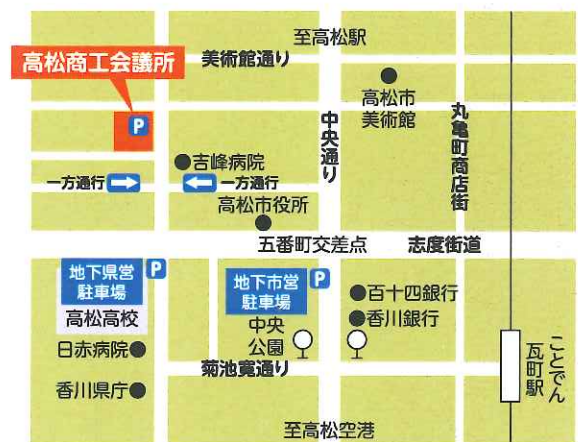 至高松駅
美術館通り
高松商工会議所
P
高松市
美術館
中央通り
丸亀町商店街
吉峰病院
一方通行
一方通行
高松市役所
五番町交差点
志度街道
地下県営
駐車場
P
高松高校
地下市営
駐車場
P
中央
公園
百十四銀行
香川銀行
日赤病院
菊池寛通り
香川県庁
ことでん
瓦町駅
至高松空港